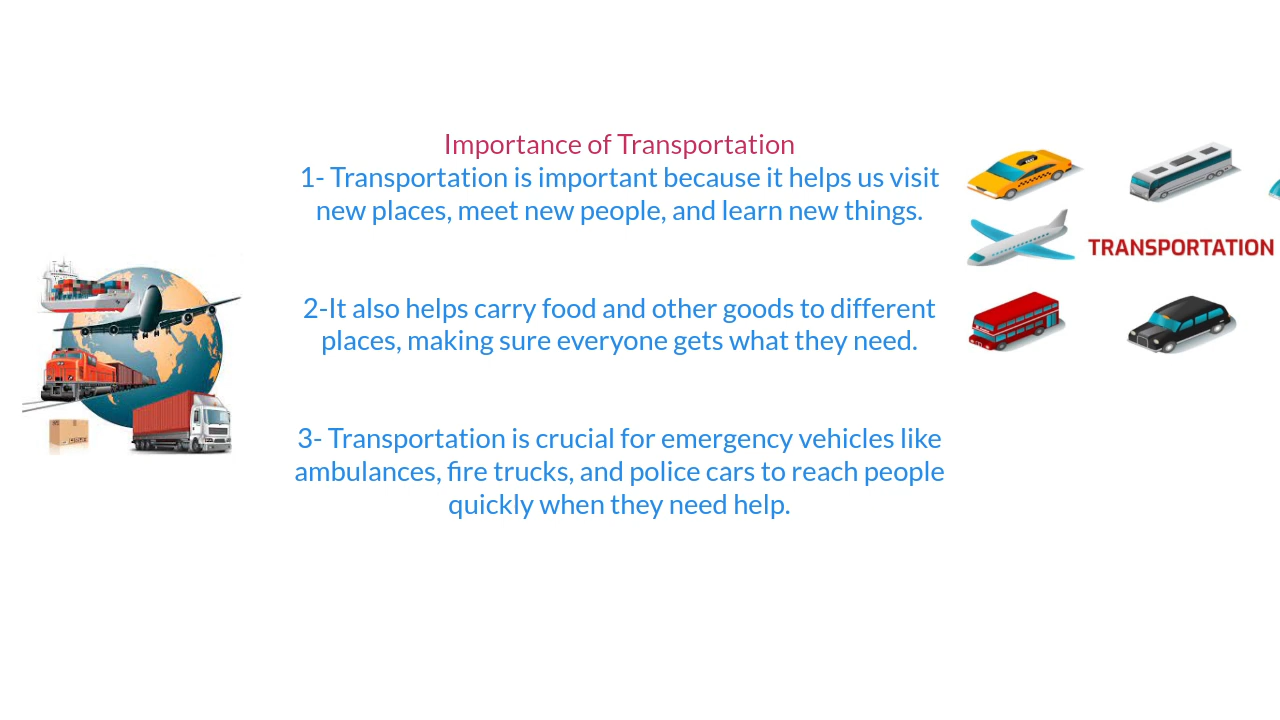 Importance of Transportation
1- Transportation is important because it helps us visit
new places, meet new people, and learn new things.
2-It also helps carry food and other goods to different
places, making sure everyone gets what they need.
3- Transportation is crucial for emergency vehicles like
ambulances, fire trucks, and police cars to reach people
quickly when they need help.
TRANSPORTATION